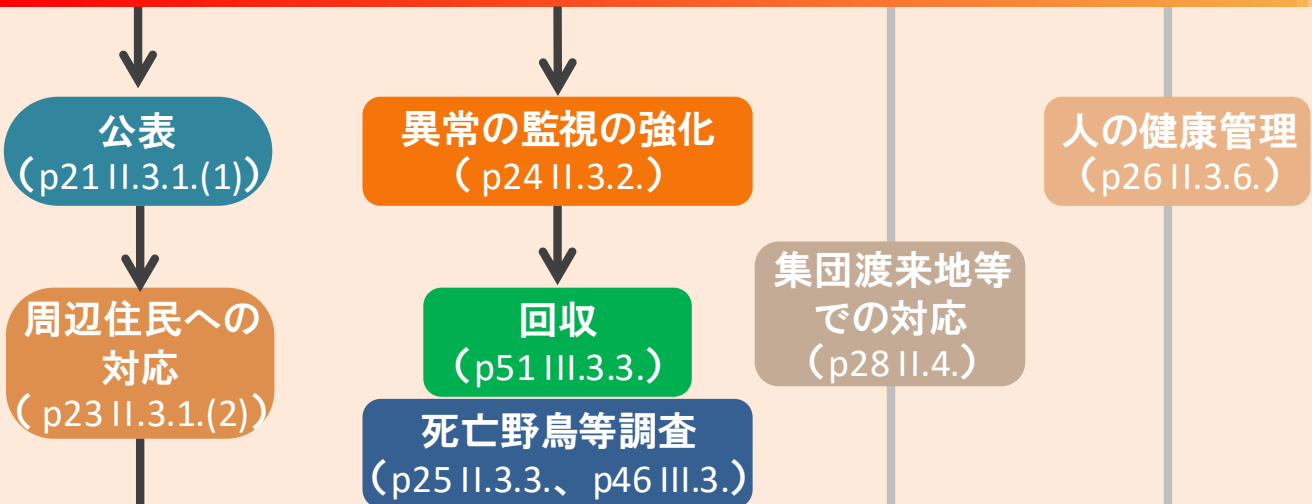 公表
（p21 II.3.1.(1)）
異常の監視の強化
（ p24 II.3.2.）
人の健康管理
（p26 II.3.6.）
集団渡来地等
での対応
（p28 II.4.）
周辺住民への
対応
（ p23 II.3.1.(2)）
回収
（p51 III.3.3.）
死亡野鳥等調査
（p25 II.3.3.、 p46 III.3.）